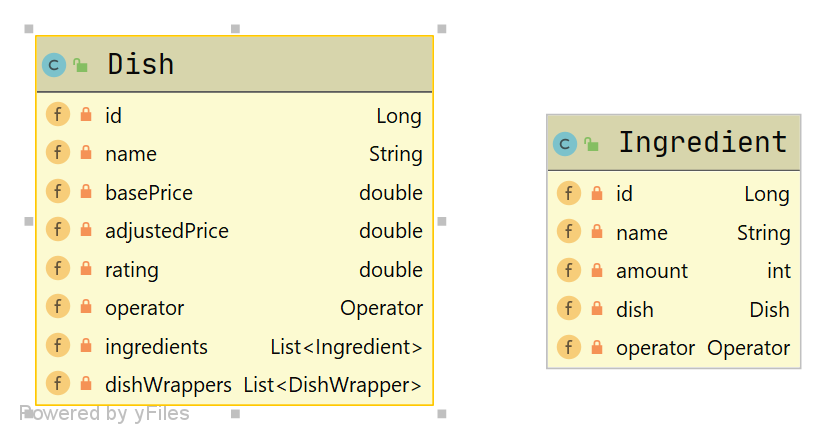 Dish
id Long
name String
basePrice double
adjustedPrice double
rating double
operator Operator
ingredients List<Ingredient>
dishWrappers List<DishWrapper>
Powered by yFiles
Ingredient
id Long
name String
amount int
dish Dish
operator Operator